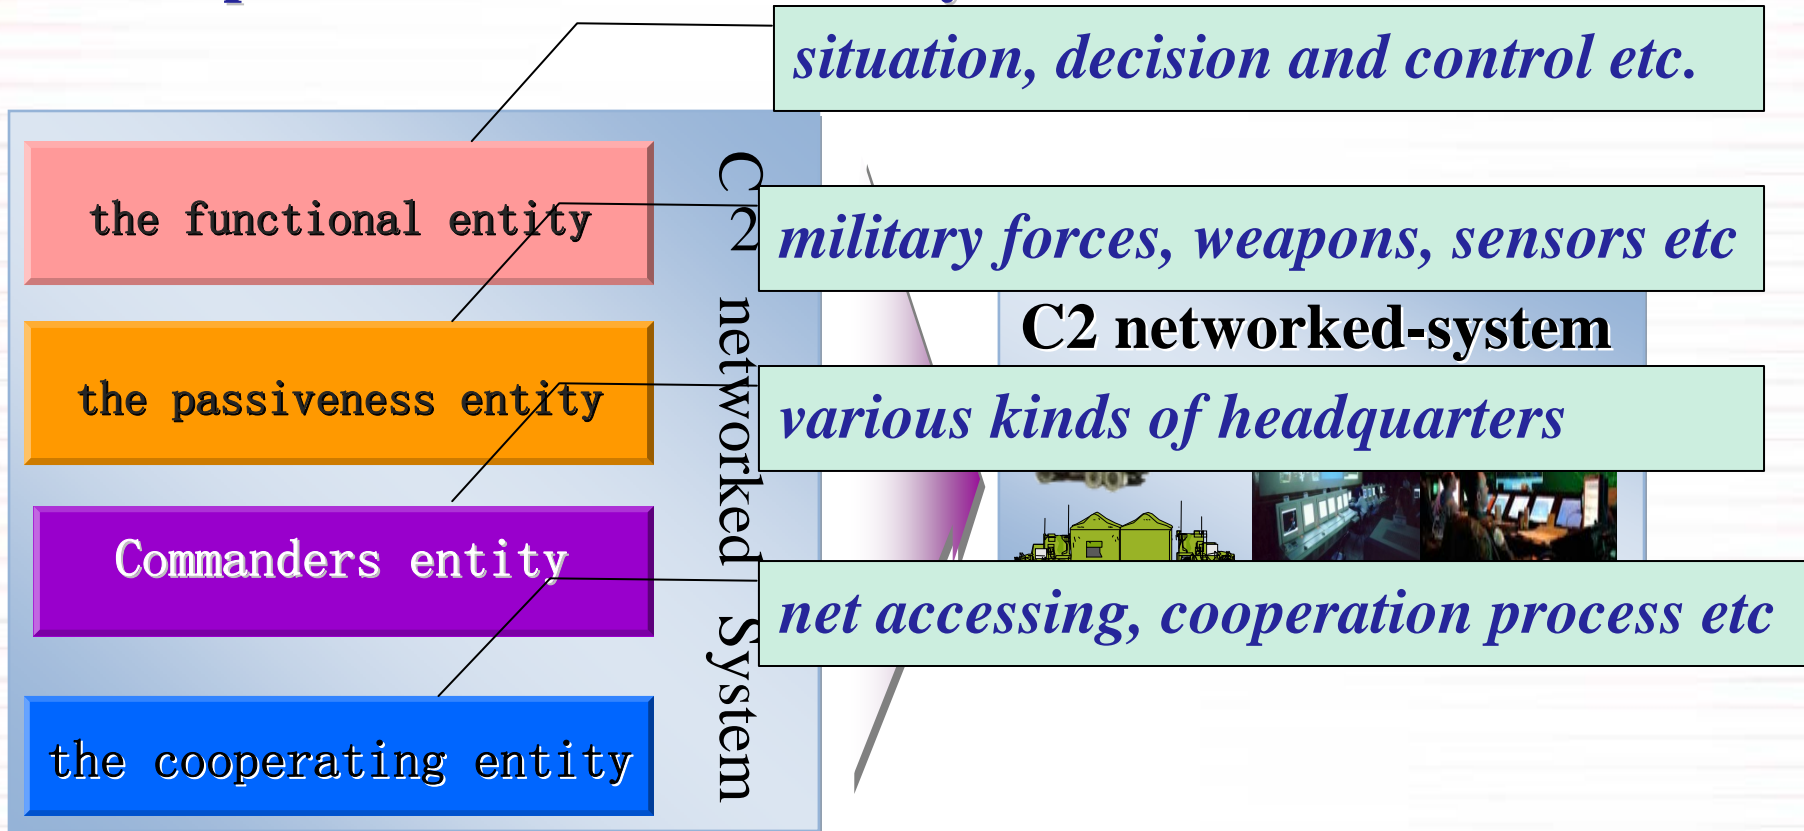 situation, decision and control etc.
the functional entity
military forces, weapons, sensors etc
C2 networked System
C2 networked-system
the passiveness entity
various kinds of headquarters
Commanders entity
net accessing, cooperation process etc
the cooperating entity